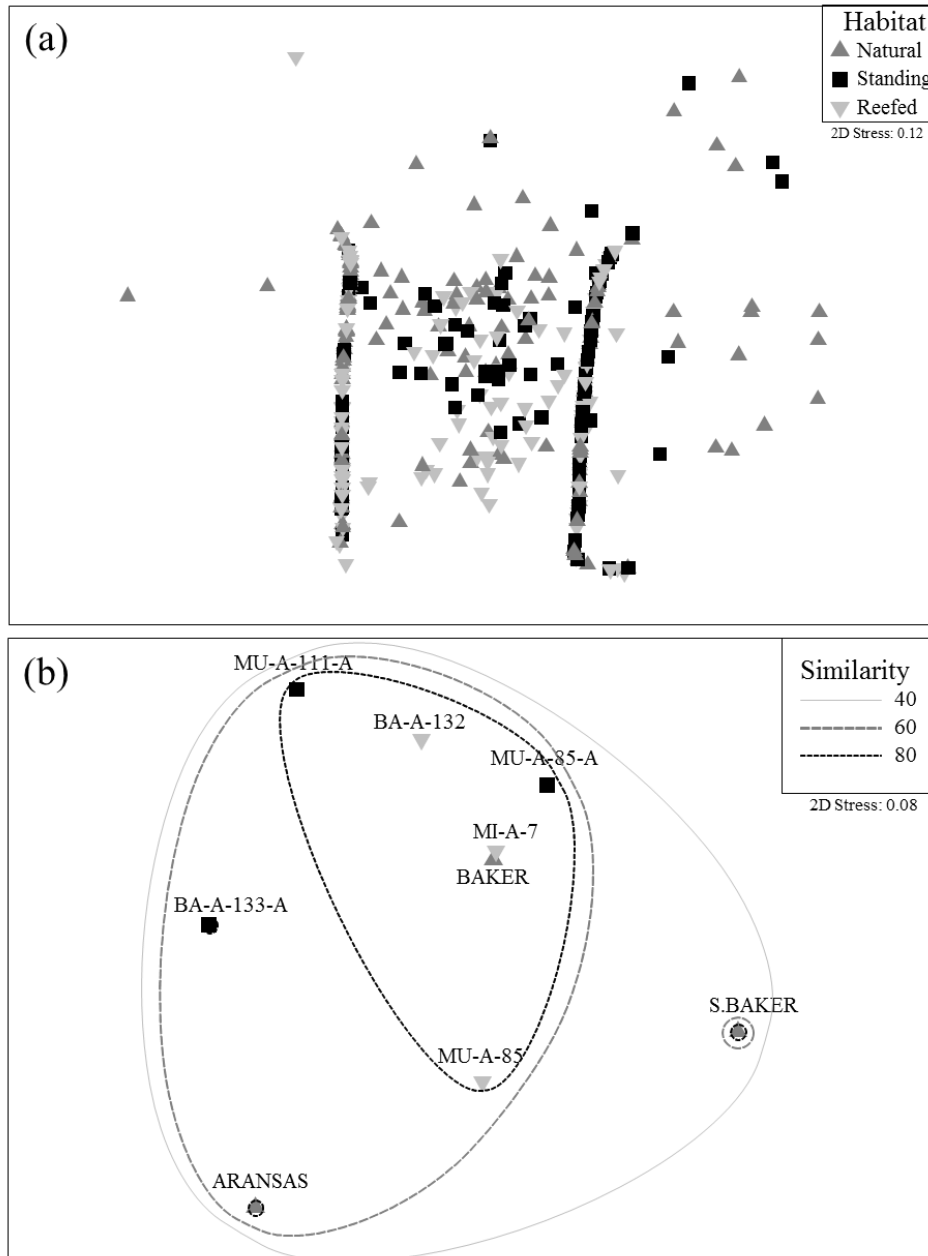 (a)
Habitat
Natural
Standing
Reefed
2D Stress: 0.12
(b)
Similarity
40
60
80
2D Stress: 0.08
MU-A-111-A
BA-A-132
MU-A-85-A
MI-A-7
BAKER
BA-A-133-A
S.BAKER
MU-A-85
ARANSAS